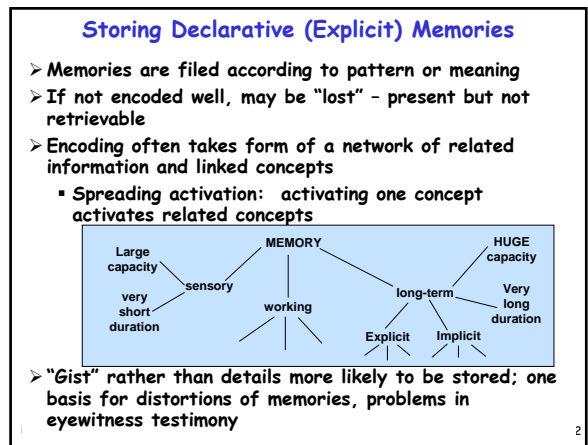 Storing Declarative (Explicit) Memories
➢ Memories are filed according to pattern or meaning
➢ If not encoded well, may be “lost” – present but not
retrievable
➢ Encoding often takes form of a network of related
information and linked concepts
▪ Spreading activation: activating one concept
activates related concepts
MEMORY
Large
capacity
HUGE
capacity
sensory
very
short
duration
working
long-term
Very
long
duration
Explicit
Implicit
➢ “Gist” rather than details more likely to be stored; one
basis for distortions of memories, problems in
eyewitness testimony
2